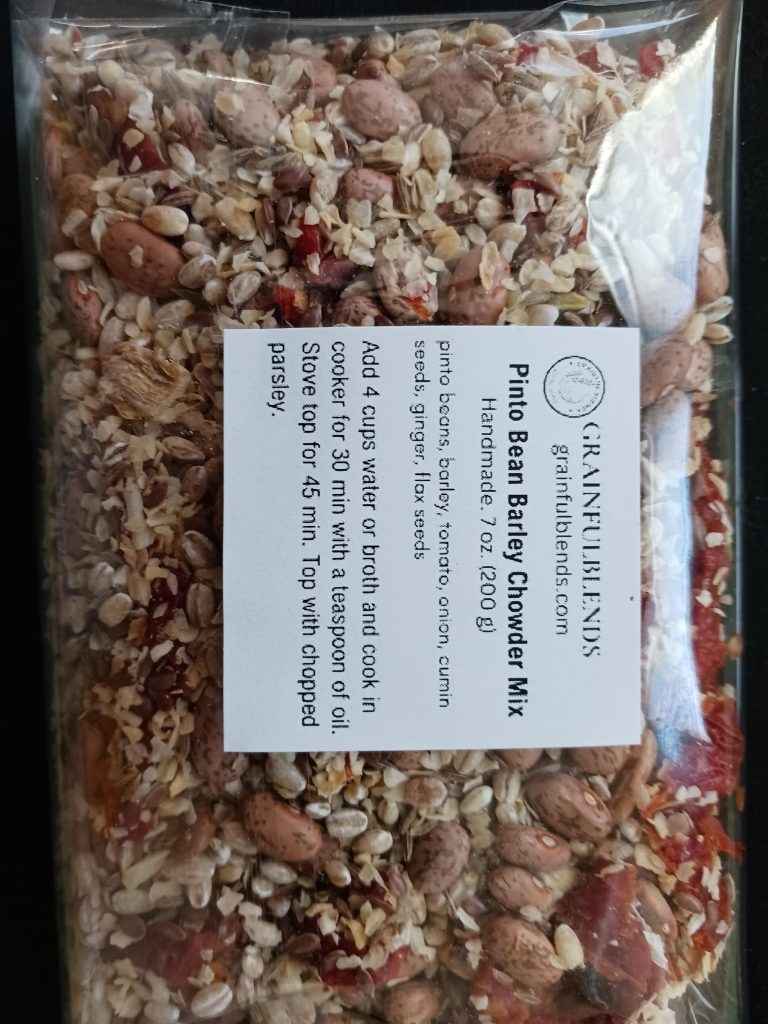 GRAINFULBLENDS
grainfulblends.com
Pinto Bean Barley Chowder Mix
Handmade. 7 oz. (200 g)
pinto beans, barley, tomato, onion, cumin
seeds, ginger, flax seeds
Add 4 cups water or broth and cook in
cooker for 30 min with a teaspoon of oil.
Stove top for 45 min. Top with chopped
parsley.